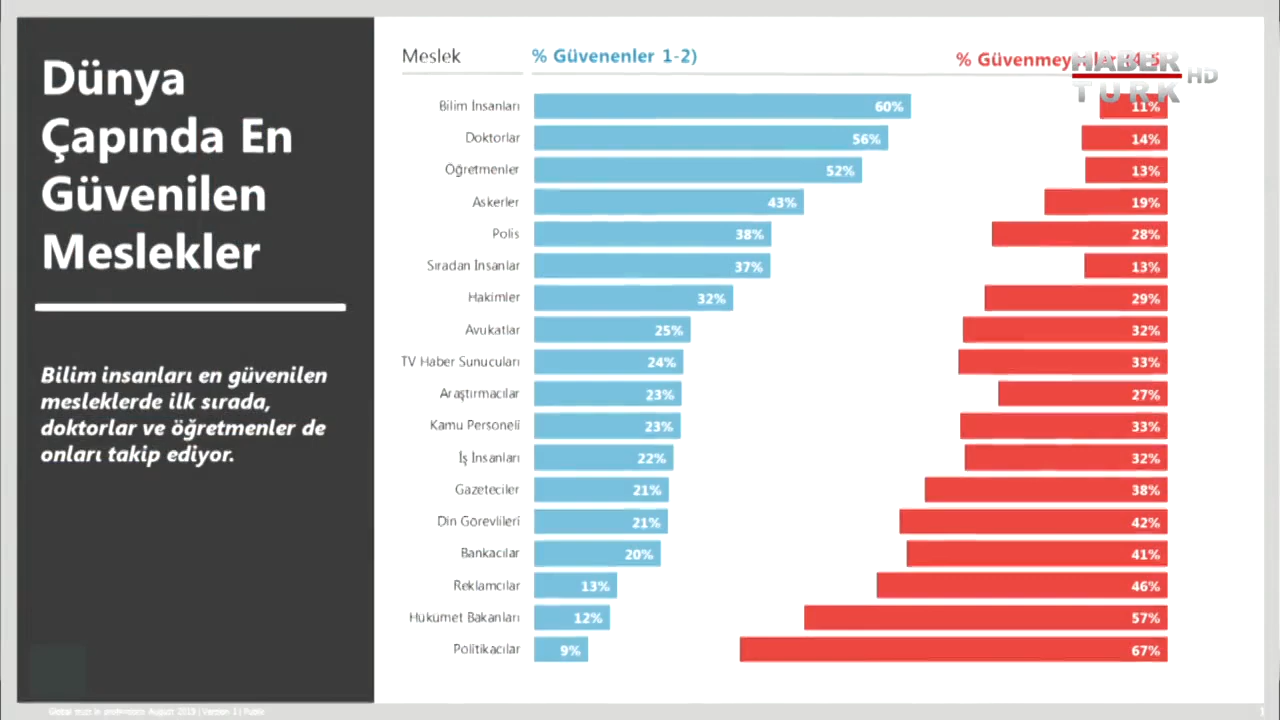 Dünya
Çapında En
Güvenilen
Meslekler
Bilim insanları en güvenilen
mesleklerde ilk sırada,
doktorlar ve öğretmenler de
onları takip ediyor.
Meslek % Güvenenler 1-2)
HABER
TÜRK HD
Bilim İnsanları 60% 11%
Doktorlar 56% 14%
Öğretmenler 52% 13%
Askerler 43% 19%
Polis 38% 28%
Sıradan İnsanlar 37% 13%
Hakimler 32% 29%
Avukatlar 25% 32%
TV Haber Sunucuları 24% 33%
Araştırmacılar 23% 27%
Kamu Personeli 23% 33%
İş İnsanları 22% 32%
Gazeteciler 21% 38%
Din Görevlileri 21% 42%
Bankacılar 20% 41%
Reklamcılar 13% 46%
Hükümet Bakanları 12% 57%
Politikacılar 9% 67%